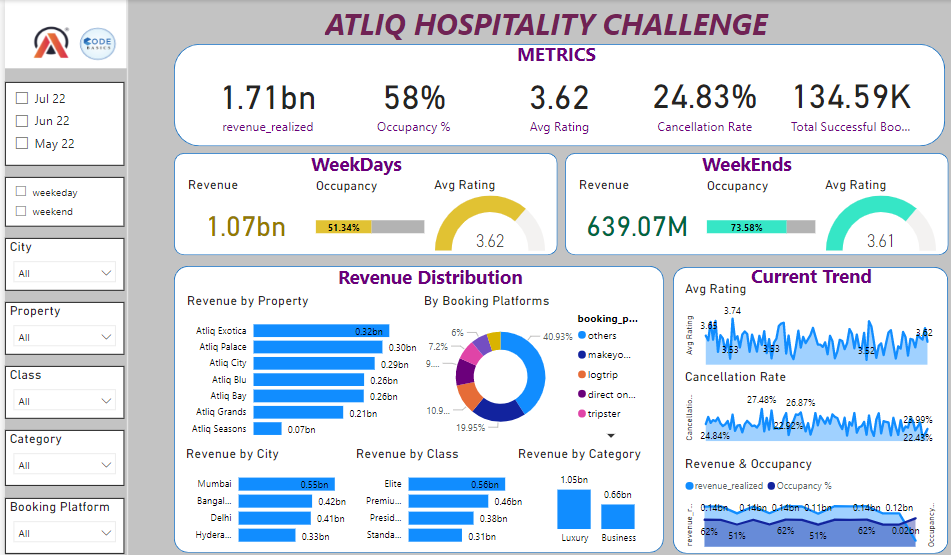 ATLIQ HOSPITALITY CHALLENGE
CODE
BASICS
Jul 22
Jun 22
May 22
weekeday
weekend
City
All
Property
All
Class
All
Category
All
Booking Platform
All
METRICS
1.71bn
revenue_realized
58%
Occupancy %
3.62
Avg Rating
24.83%
Cancellation Rate
134.59K
Total Successful Boo...
WeekDays
Revenue
Occupancy
Avg Rating
1.07bn
51.34%
3.62
WeekEnds
Revenue
Occupancy
Avg Rating
639.07M
73.58%
3.61
Revenue Distribution
Revenue by Property
Atliq Exotica 0.32bn
Atliq Palace 0.30bn
Atliq City 0.29bn
Atliq Blu 0.26bn
Atliq Bay 0.26bn
Atliq Grands 0.21bn
Atliq Seasons 0.07bn
By Booking Platforms
40.93%
19.95%
10.9...
9....
7.2%
6%
booking_p...
others
makeyo...
logtrip
direct on...
tripster
Revenue by City
Mumbai 0.55bn
Bangal... 0.42bn
Delhi 0.41bn
Hydera... 0.33bn
Revenue by Class
Elite 0.56bn
Premiu... 0.46bn
Presid... 0.38bn
Standa... 0.31bn
Revenue by Category
1.05bn
0.66bn
Luxury
Business
Current Trend
Avg Rating
Avg Rating
3.65
3.74
3.53
3.53
3.52
3.62
Cancellation Rate
Cancellation...
24.84%
27.48%
22.92%
26.87%
23.99%
22.43%
Revenue & Occupancy
revenue_realized
Occupancy %
revenue_r...
0.14bn
0.14bn
0.14bn
0.11bn
0.14bn
0.12bn
0.02bn
62%
51%
62%
51%
62%
Occupancy...